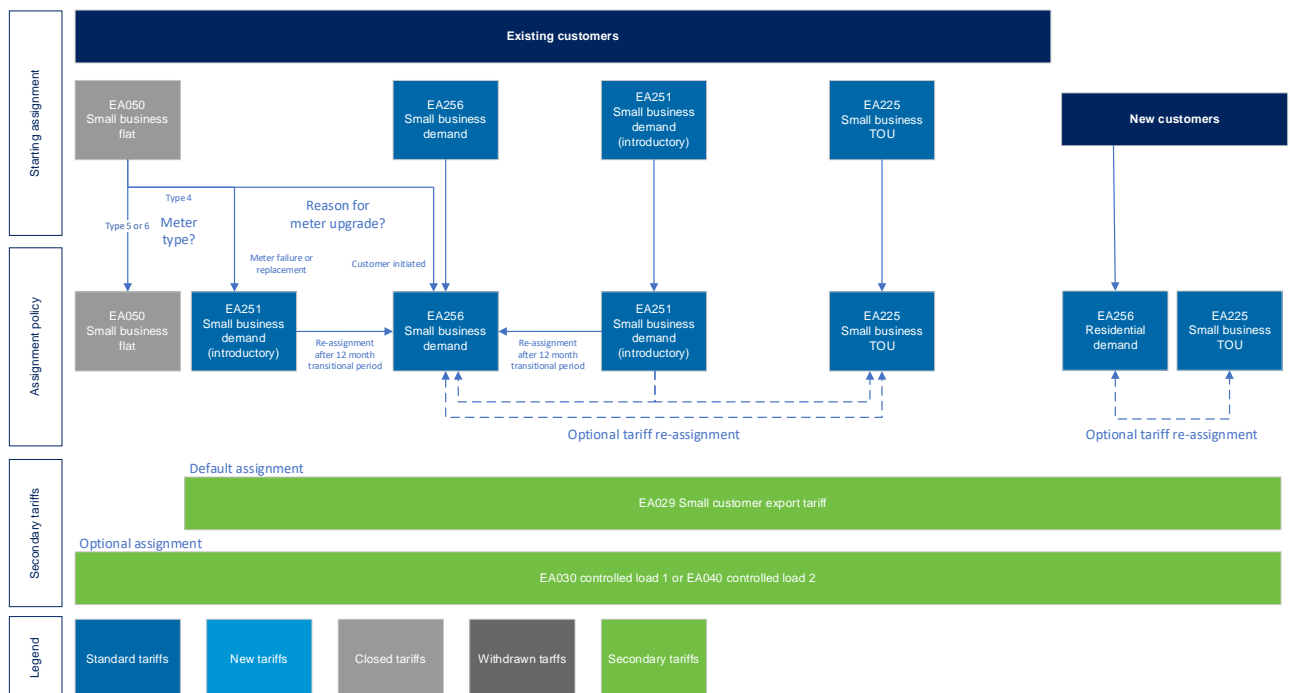 Starting assignment
Existing customers
EA050
Small business
flat
EA256
Small business
demand
EA251
Small business
demand
(introductory)
EA225
Small business
TOU
New customers
Type 4
Type 5 or 6
Meter
type?
Reason for
meter upgrade?
Meter failure or
replacement
Customer initiated
Assignment policy
EA050
Small business
flat
EA251
Small business
demand
(introductory)
Re-assignment
after 12 month
transitional period
EA256
Small business
demand
Re-assignment
after 12 month
transitional period
EA251
Small business
demand
(introductory)
EA225
Small business
TOU
EA256
Residential
demand
EA225
Small business
TOU
Optional tariff re-assignment
Optional tariff re-assignment
Secondary tariffs
Default assignment
EA029 Small customer export tariff
Optional assignment
EA030 controlled load 1 or EA040 controlled load 2
Legend
Standard tariffs
New tariffs
Closed tariffs
Withdrawn tarffs
Secondary tariffs